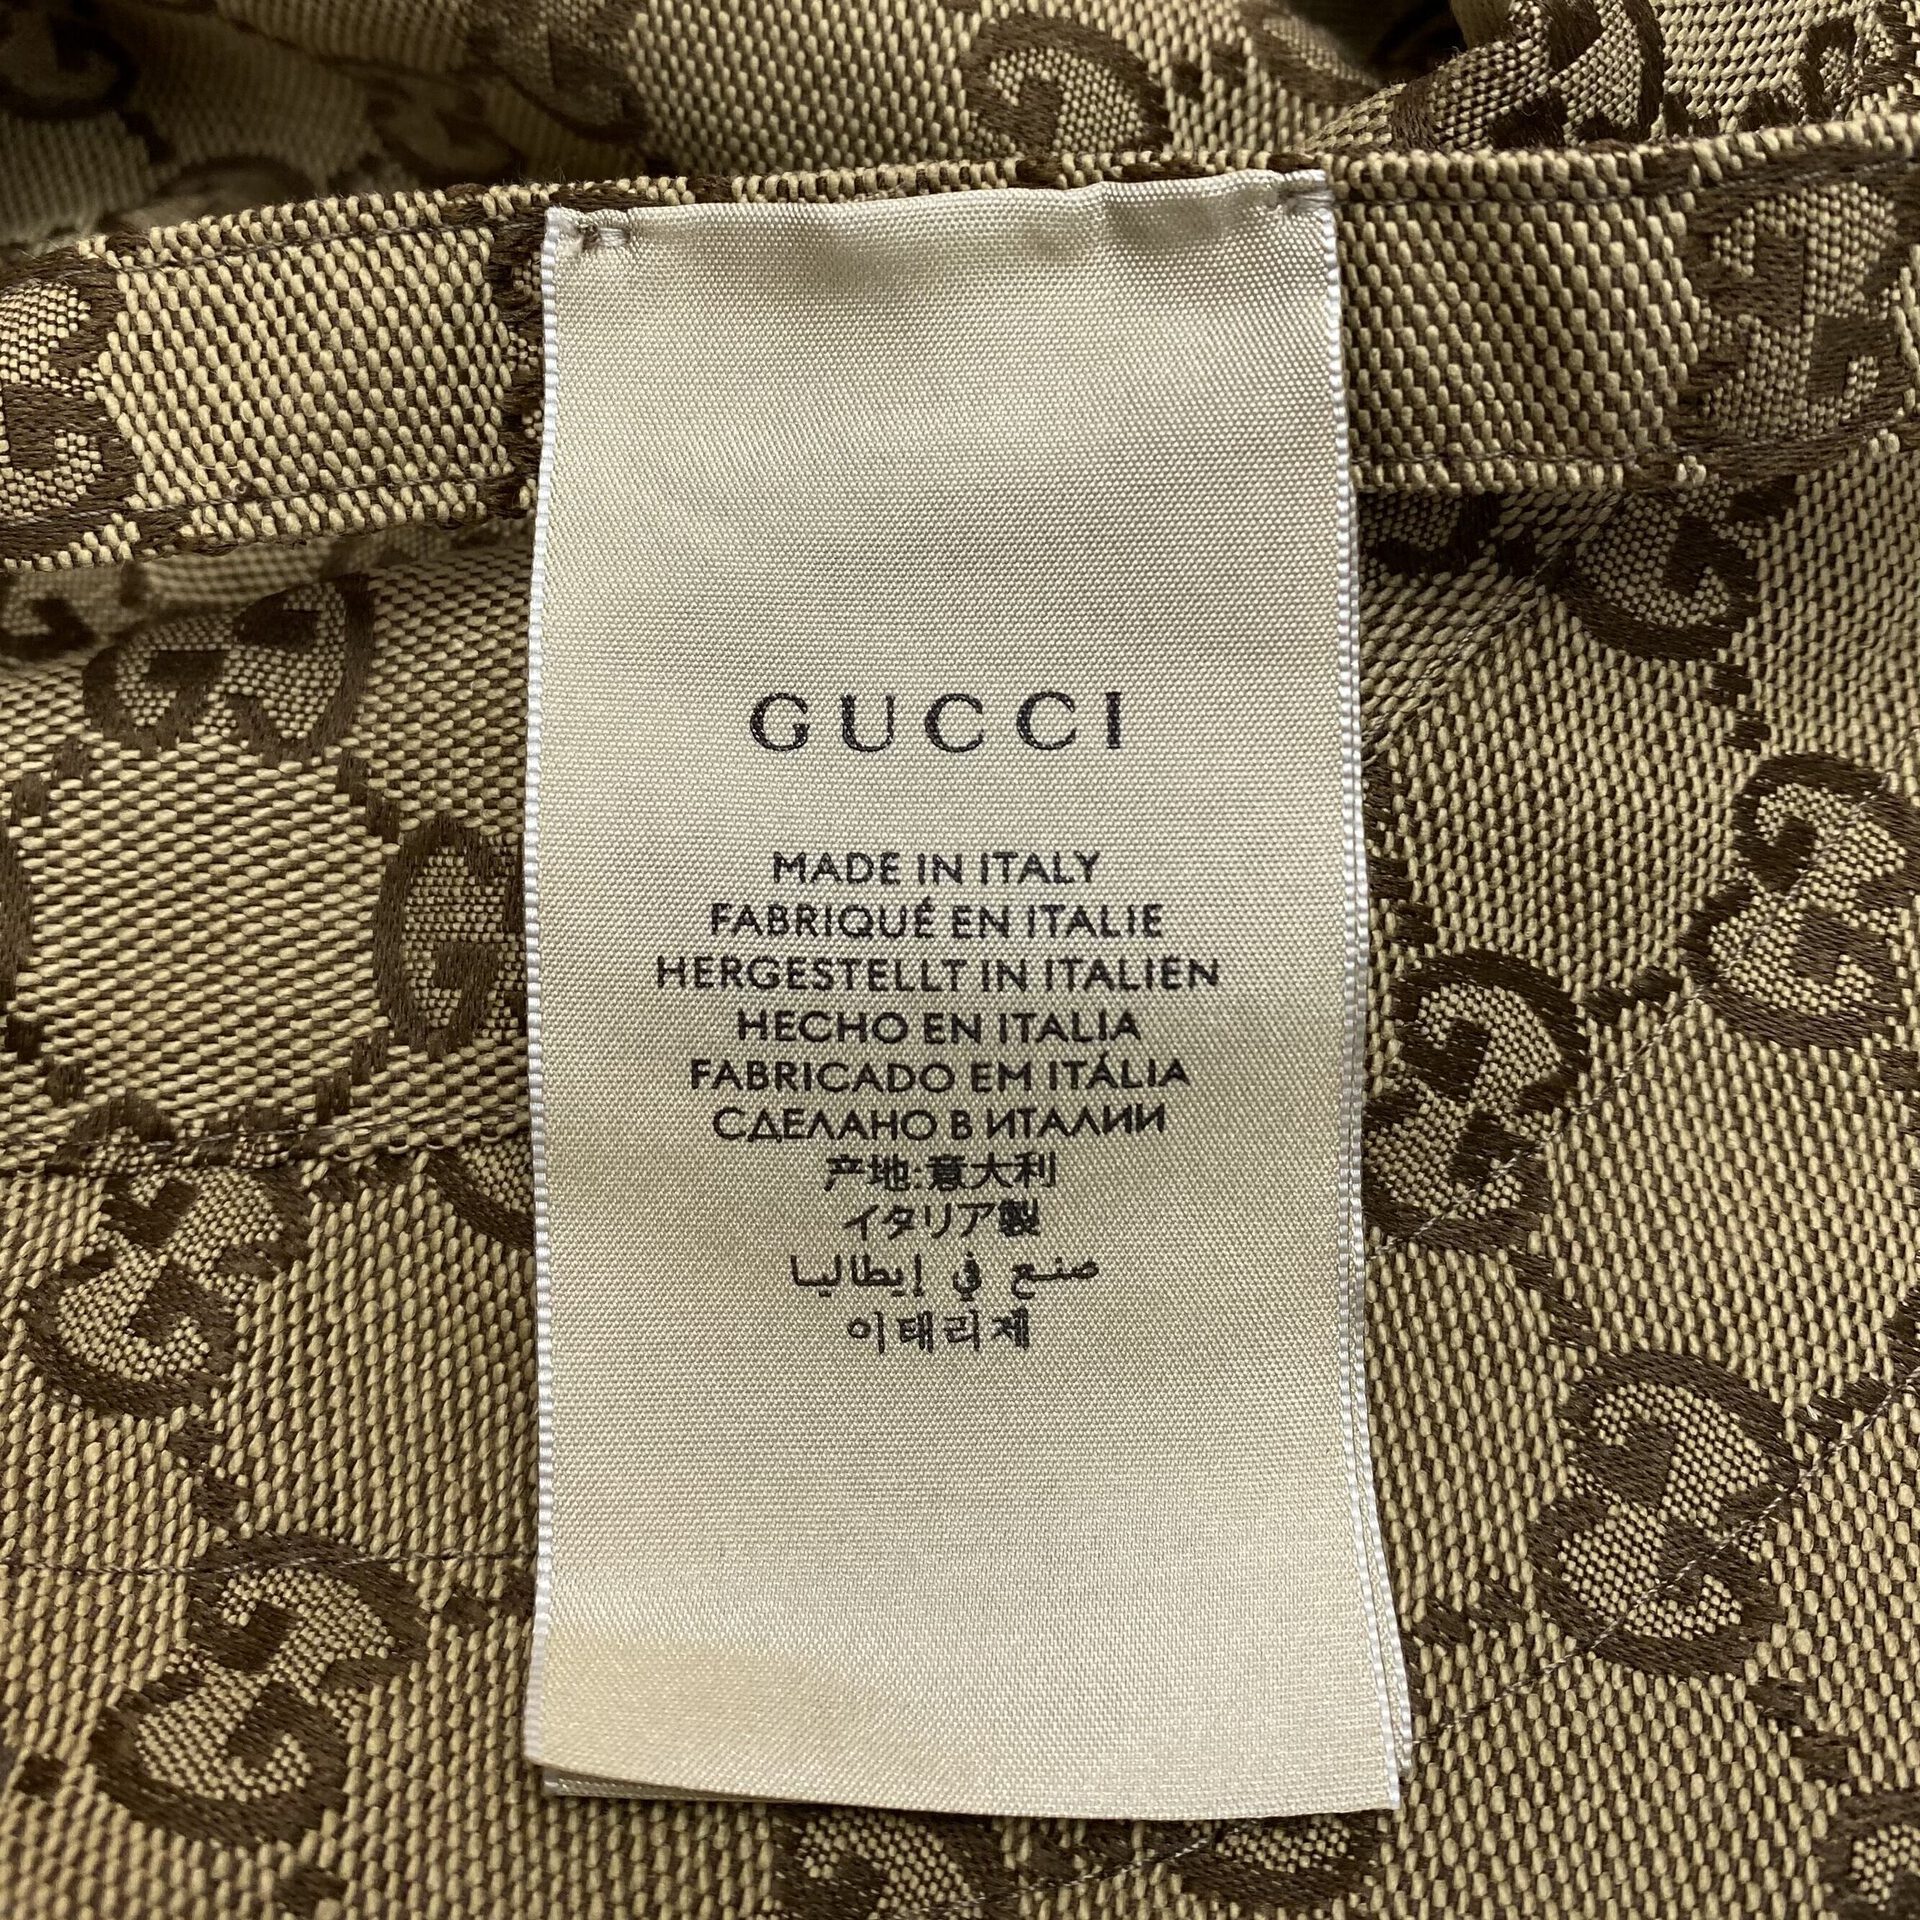 GUCCI
MADE IN ITALY
FABRIQUÉ EN ITALIE
HERGESTELLT IN ITALIEN
HECHO EN ITALIA
FABRICADO EM ITÁLIA
СДЕЛАНО В ИТАЛИИ
产地:意大利
イタリア製
صنع في إيطاليا
이태리제